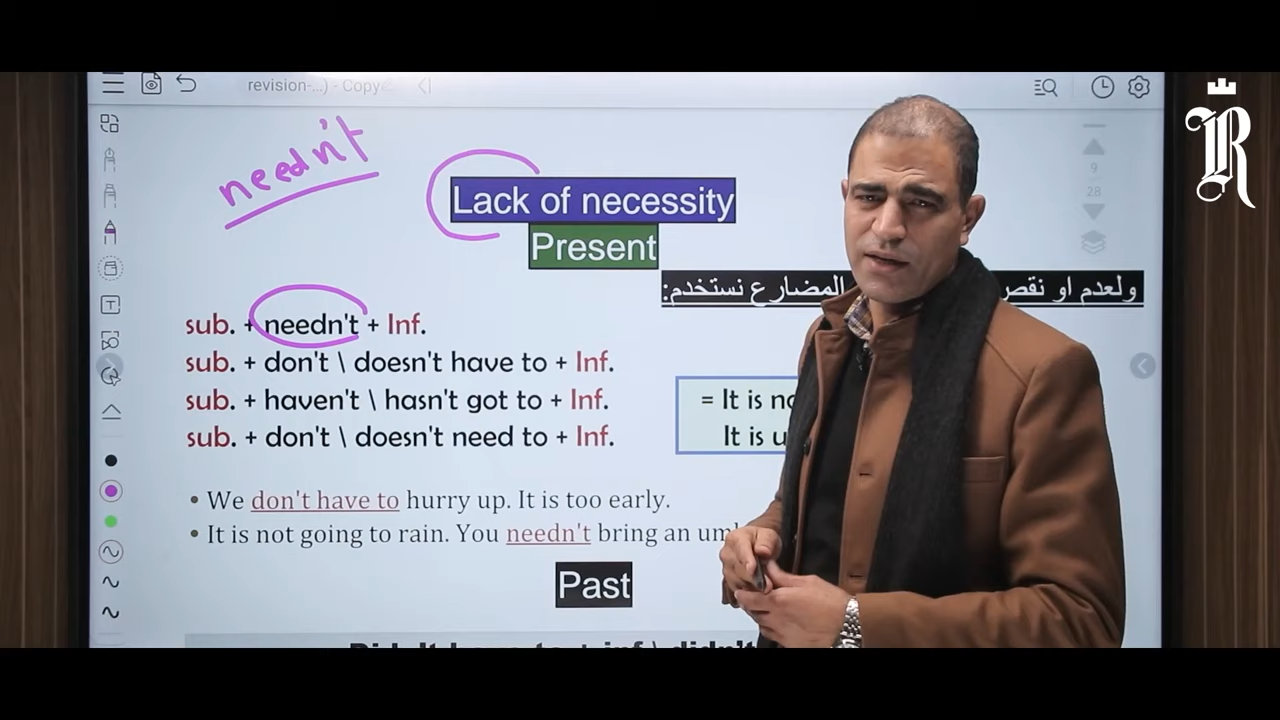 revision-...) - Copy
needn't
Lack of necessity
Present
9
28
ولعدم او نقص المضارع نستخدم:
sub. + needn't + Inf.
sub. + don't \ doesn't have to + Inf.
sub. + haven't \ hasn't got to + Inf.
= It is
sub. + don't \ doesn't need to + Inf.
It is
• We don't have to hurry up. It is too early.
• It is not going to rain. You needn't bring an
Past
inf \ didn't
R